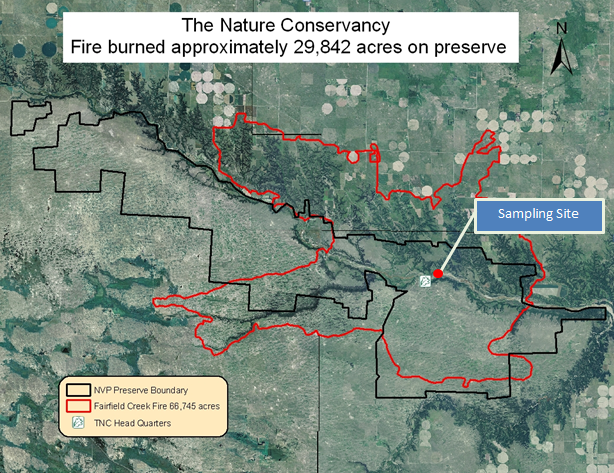 The Nature Conservancy
Fire burned approximately 29,842 acres on preserve
N
Sampling Site
NVP Preserve Boundary
Fairfield Creek Fire 66,745 acres
TNC Head Quarters